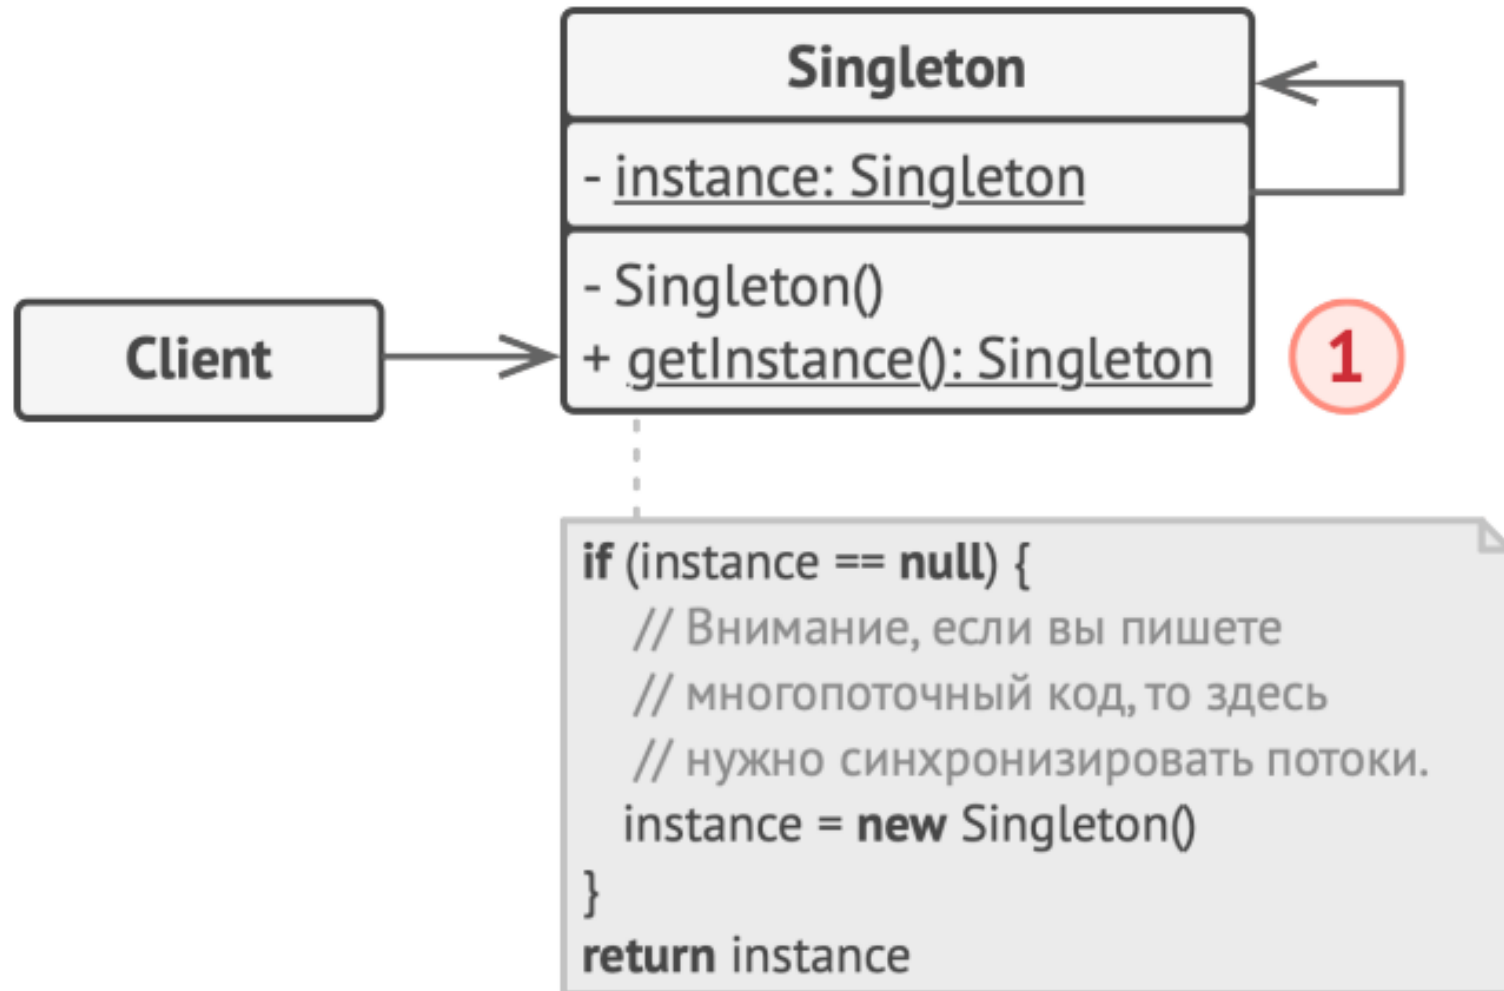 Singleton
- instance: Singleton
- Singleton()
+ getInstance(): Singleton
Client
1
if (instance == null) {
// Внимание, если вы пишете
// многопоточный код, то здесь
// нужно синхронизировать потоки.
instance = new Singleton()
}
return instance